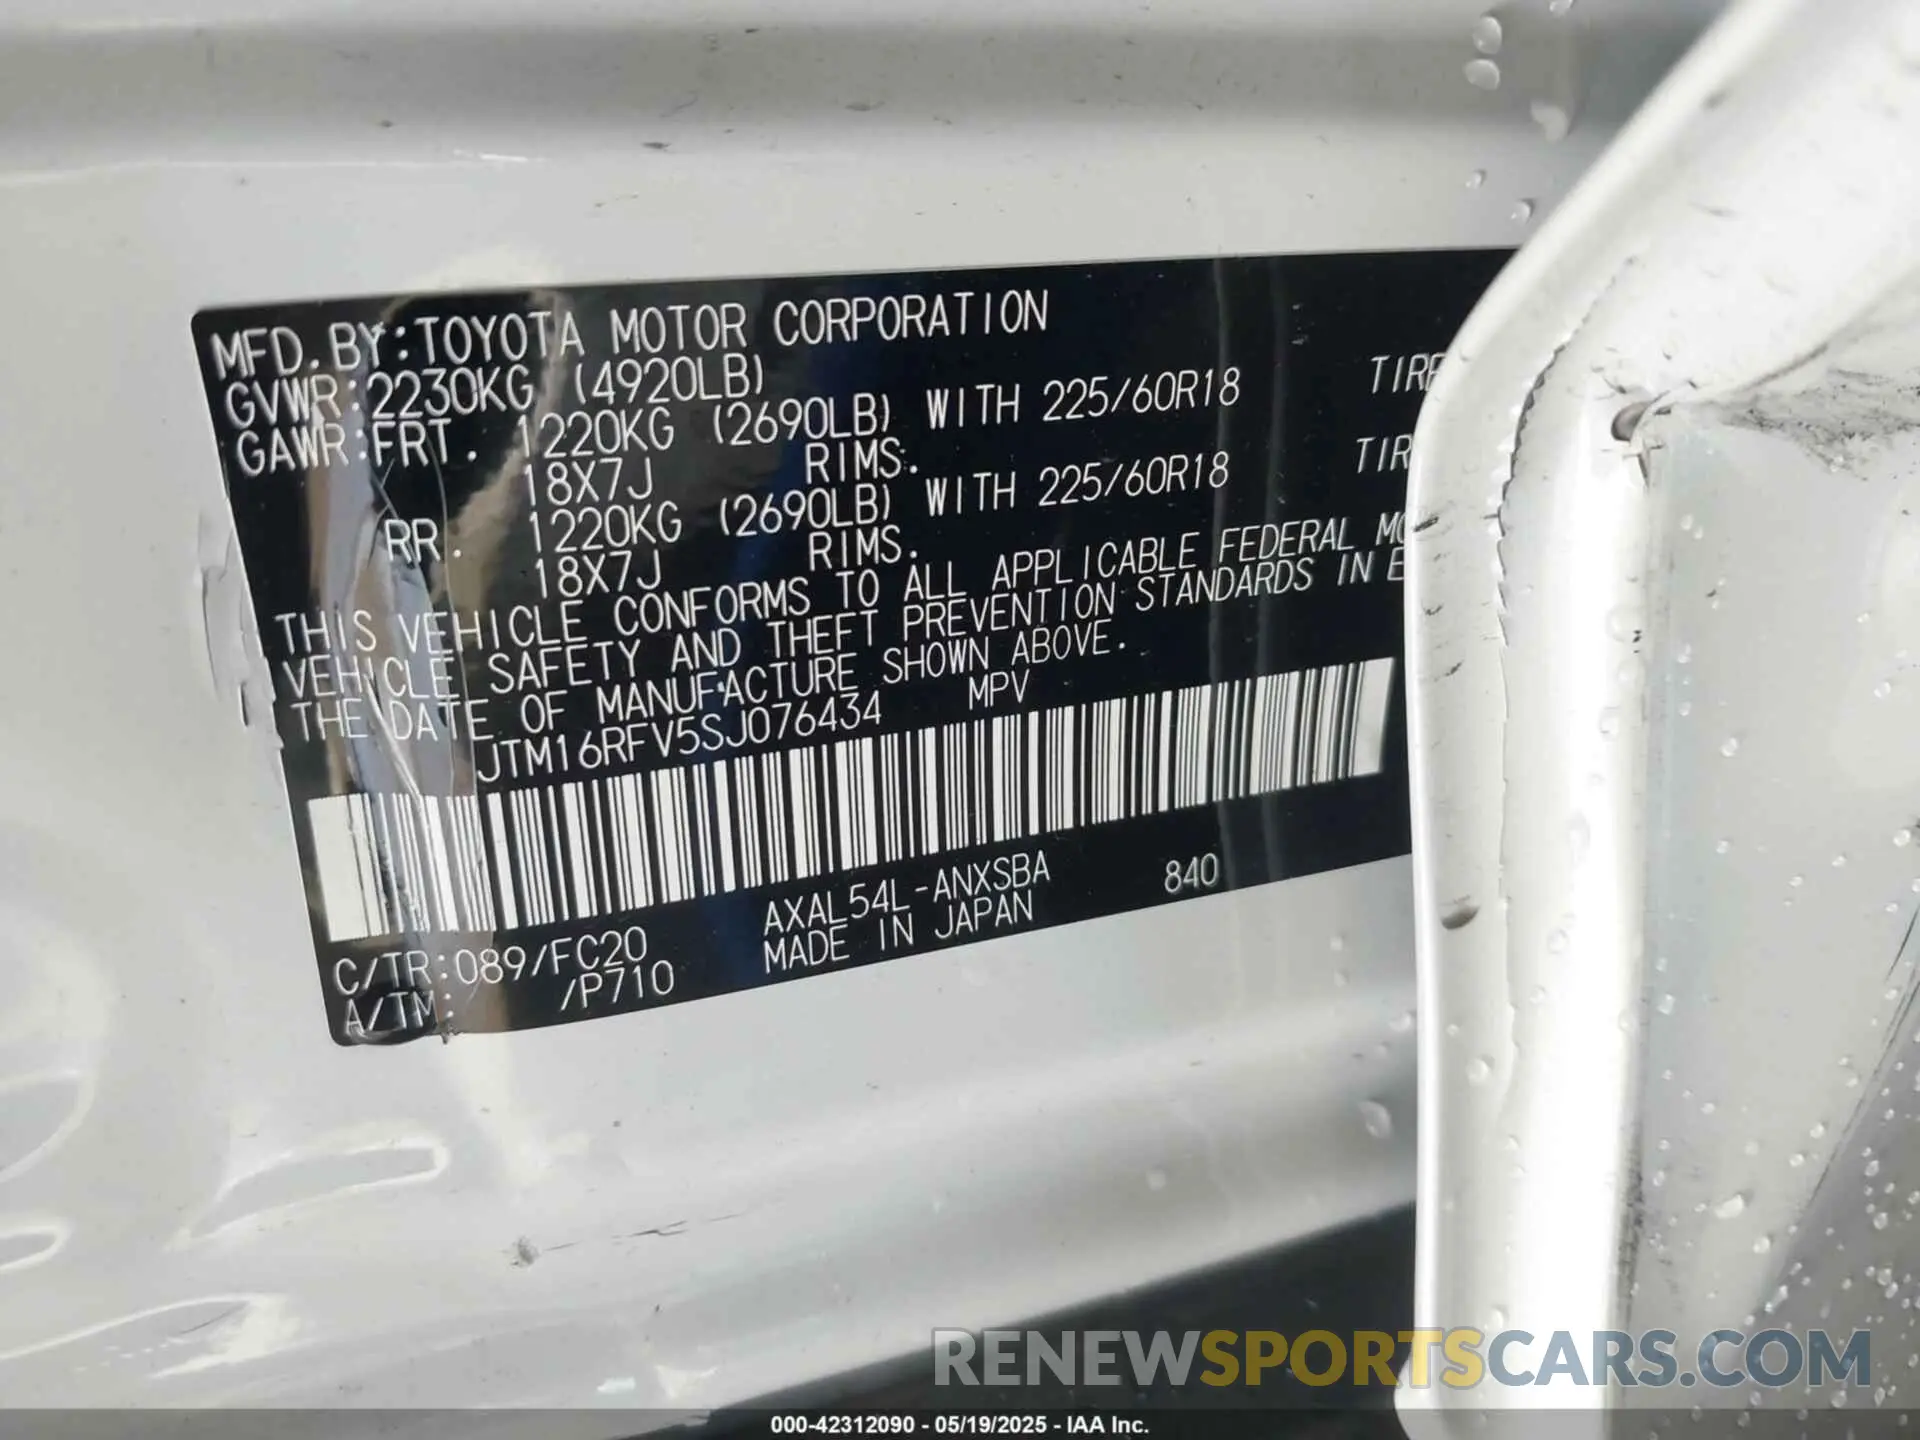 MFD. BY: TOYOTA MOTOR CORPORATION
GVWR: 2230KG (4920LB)
GAWR: FRT. 1220KG (2690LB) WITH 225/60R18 TIRE
18X7J RIMS.
RR. 1220KG (2690LB) WITH 225/60R18 TIR
18X7J RIMS.
THIS VEHICLE CONFORMS TO ALL APPLICABLE FEDERAL MO
VEHICLE SAFETY AND THEFT PREVENTION STANDARDS IN E
THE DATE OF MANUFACTURE SHOWN ABOVE.
JTM16RFV5SJ076434 MPV
AXAL54L-ANXSBA 840
C/TR: 089/FC20 MADE IN JAPAN
A/TM: /P710
RENEWSPORTSCARS.COM
000-42312090 - 05/19/2025 - IAA Inc.